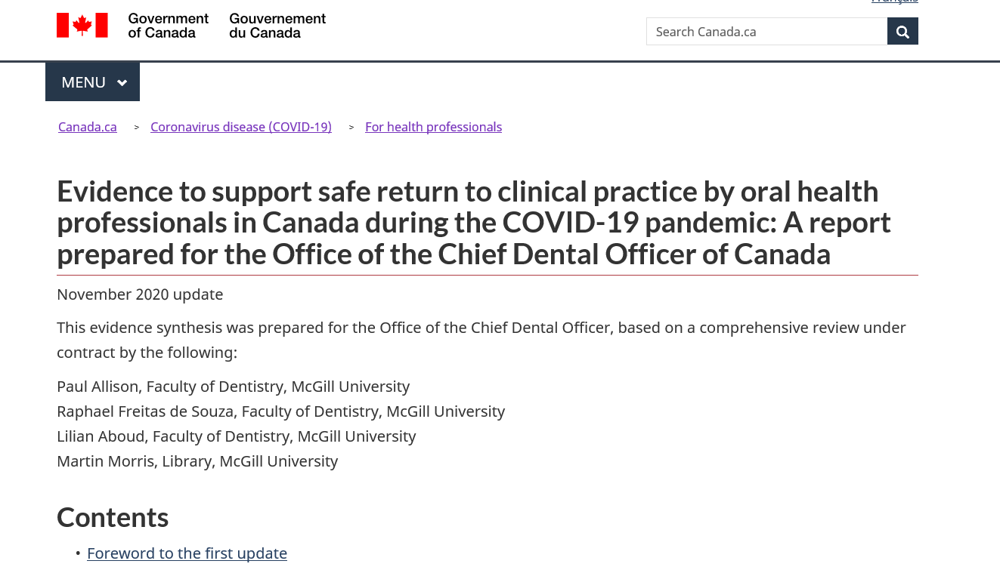 Français
Government
of Canada
Gouvernement
du Canada
Search Canada.ca
MENU
Canada.ca > Coronavirus disease (COVID-19) > For health professionals
Evidence to support safe return to clinical practice by oral health
professionals in Canada during the COVID-19 pandemic: A report
prepared for the Office of the Chief Dental Officer of Canada
November 2020 update
This evidence synthesis was prepared for the Office of the Chief Dental Officer, based on a comprehensive review under
contract by the following:
Paul Allison, Faculty of Dentistry, McGill University
Raphael Freitas de Souza, Faculty of Dentistry, McGill University
Lilian Aboud, Faculty of Dentistry, McGill University
Martin Morris, Library, McGill University
Contents
• Foreword to the first update